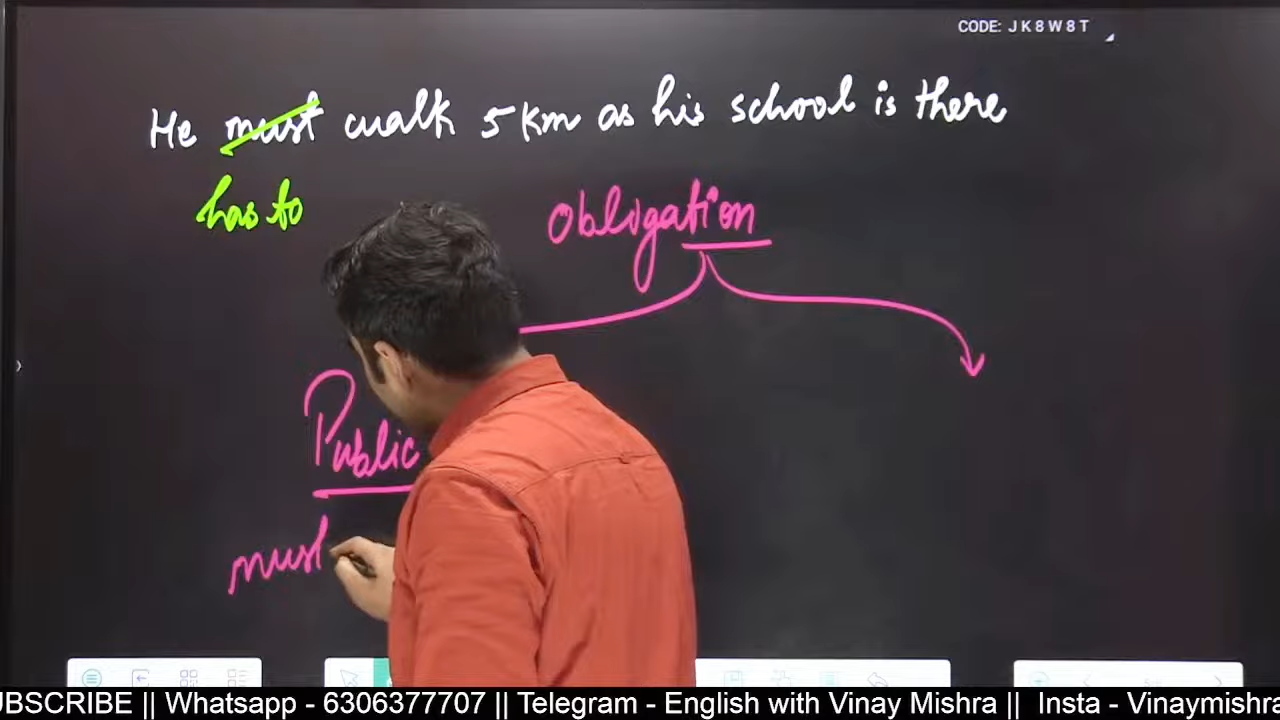 CODE: JK8W8T
He must walk 5 km as his school is there
has to
Obligation
Public
must
UBSCRIBE || Whatsapp - 6306377707 || Telegram - English with Vinay Mishra || Insta - Vinaymishra